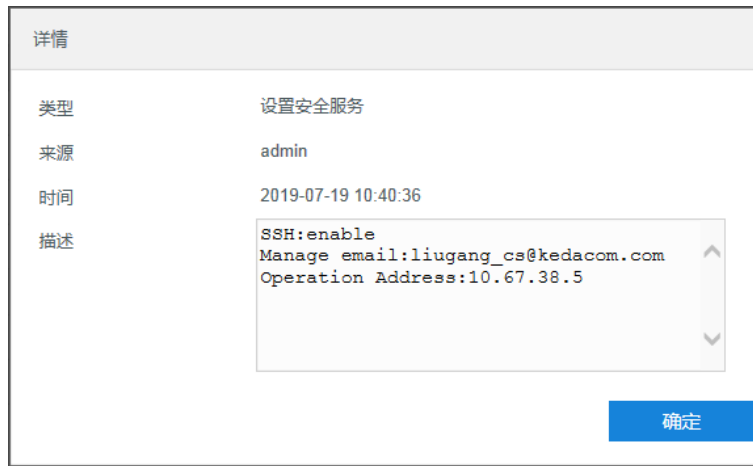 详情
类型 设置安全服务
来源 admin
时间 2019-07-19 10:40:36
描述 SSH:enable
Manage email:liugang_cs@kedacom.com
Operation Address:10.67.38.5
确定